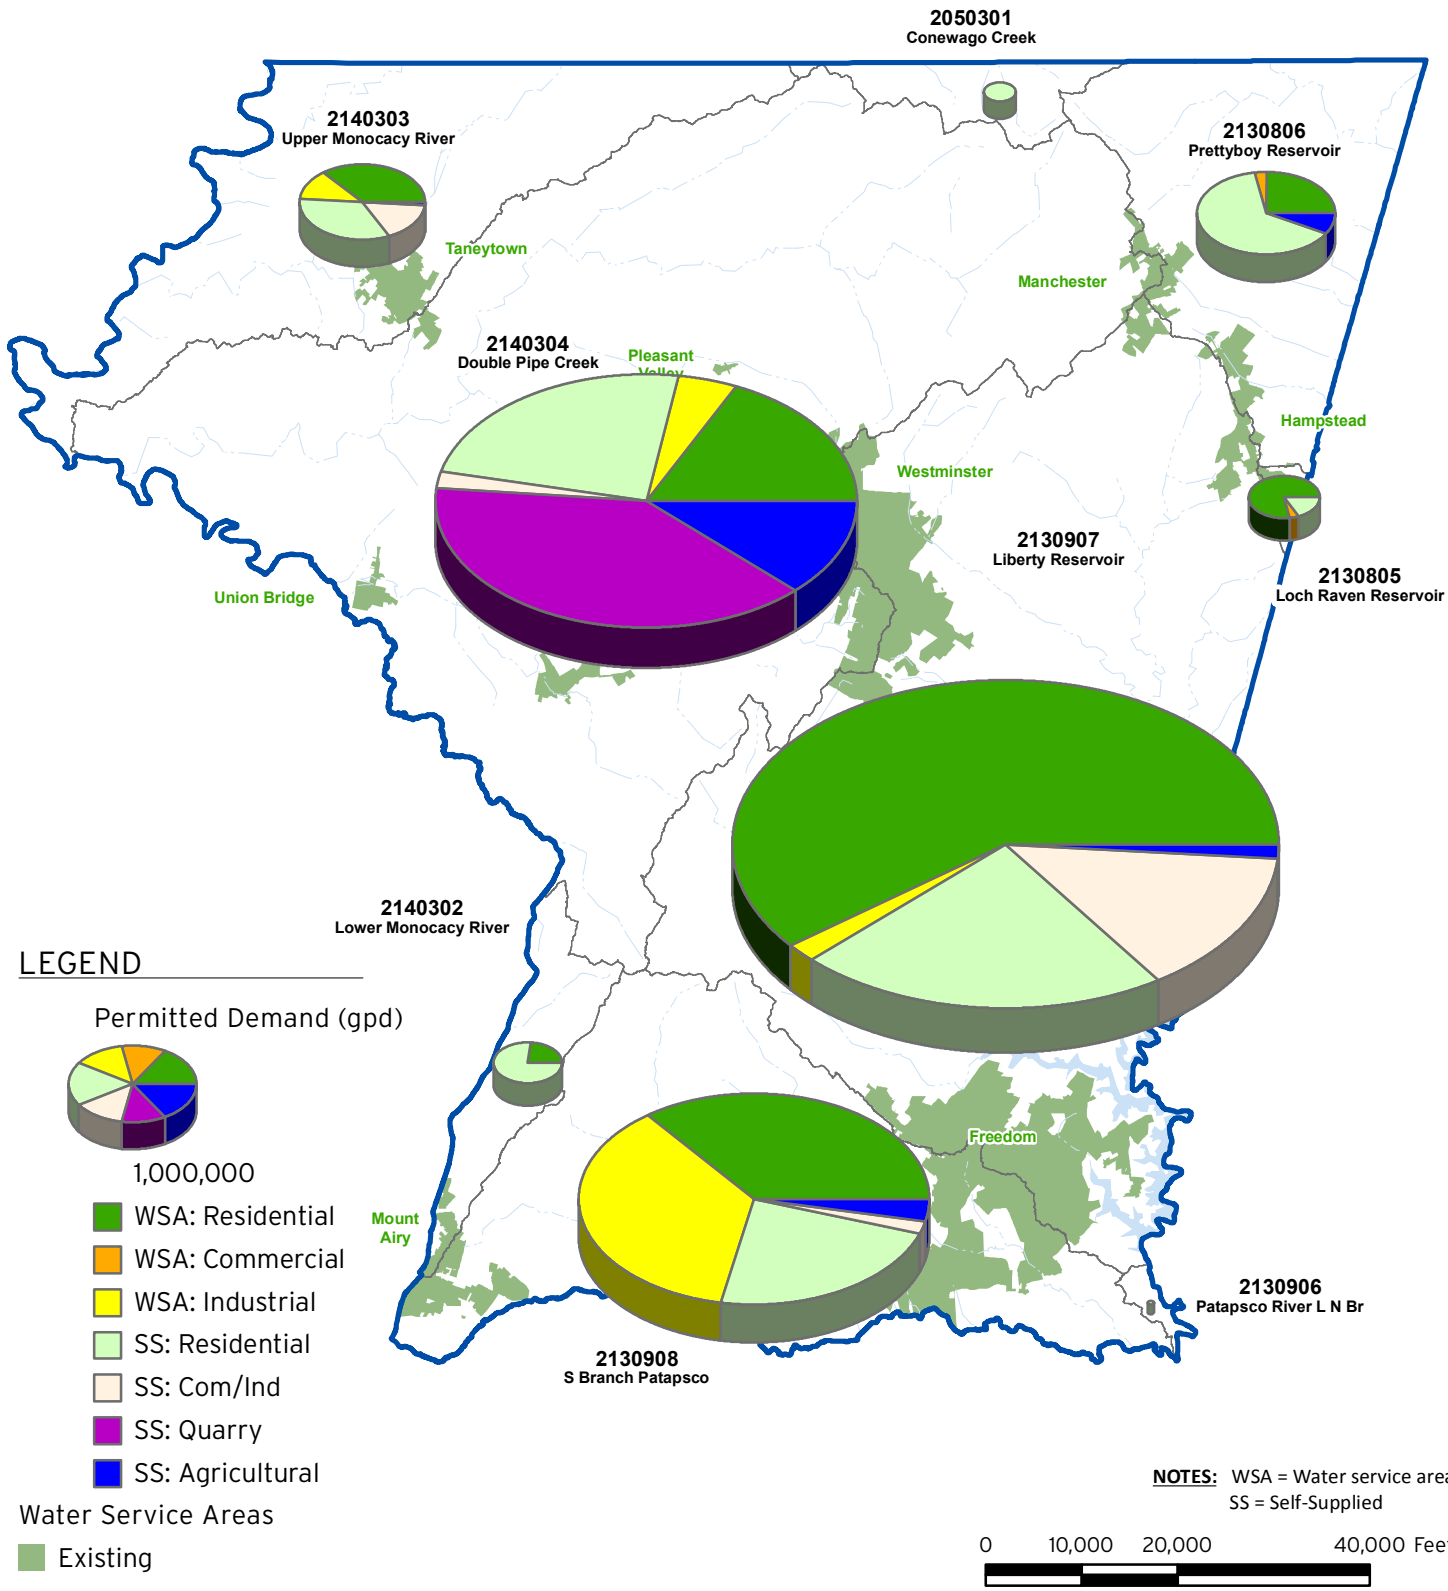 2050301
Conewago Creek
2140303
Upper Monocacy River
2130806
Prettyboy Reservoir
Taneytown
Manchester
2140304
Double Pipe Creek
Pleasant
Valley
Hampstead
Westminster
2130907
Liberty Reservoir
2130805
Loch Raven Reservoir
Union Bridge
2140302
Lower Monocacy River
LEGEND
Permitted Demand (gpd)
1,000,000
WSA: Residential
WSA: Commercial
WSA: Industrial
SS: Residential
SS: Com/Ind
SS: Quarry
SS: Agricultural
Water Service Areas
Existing
Freedom
Mount
Airy
2130906
Patapsco River L N Br
2130908
S Branch Patapsco
NOTES: WSA = Water service area
SS = Self-Supplied
0 10,000 20,000 40,000 Feet